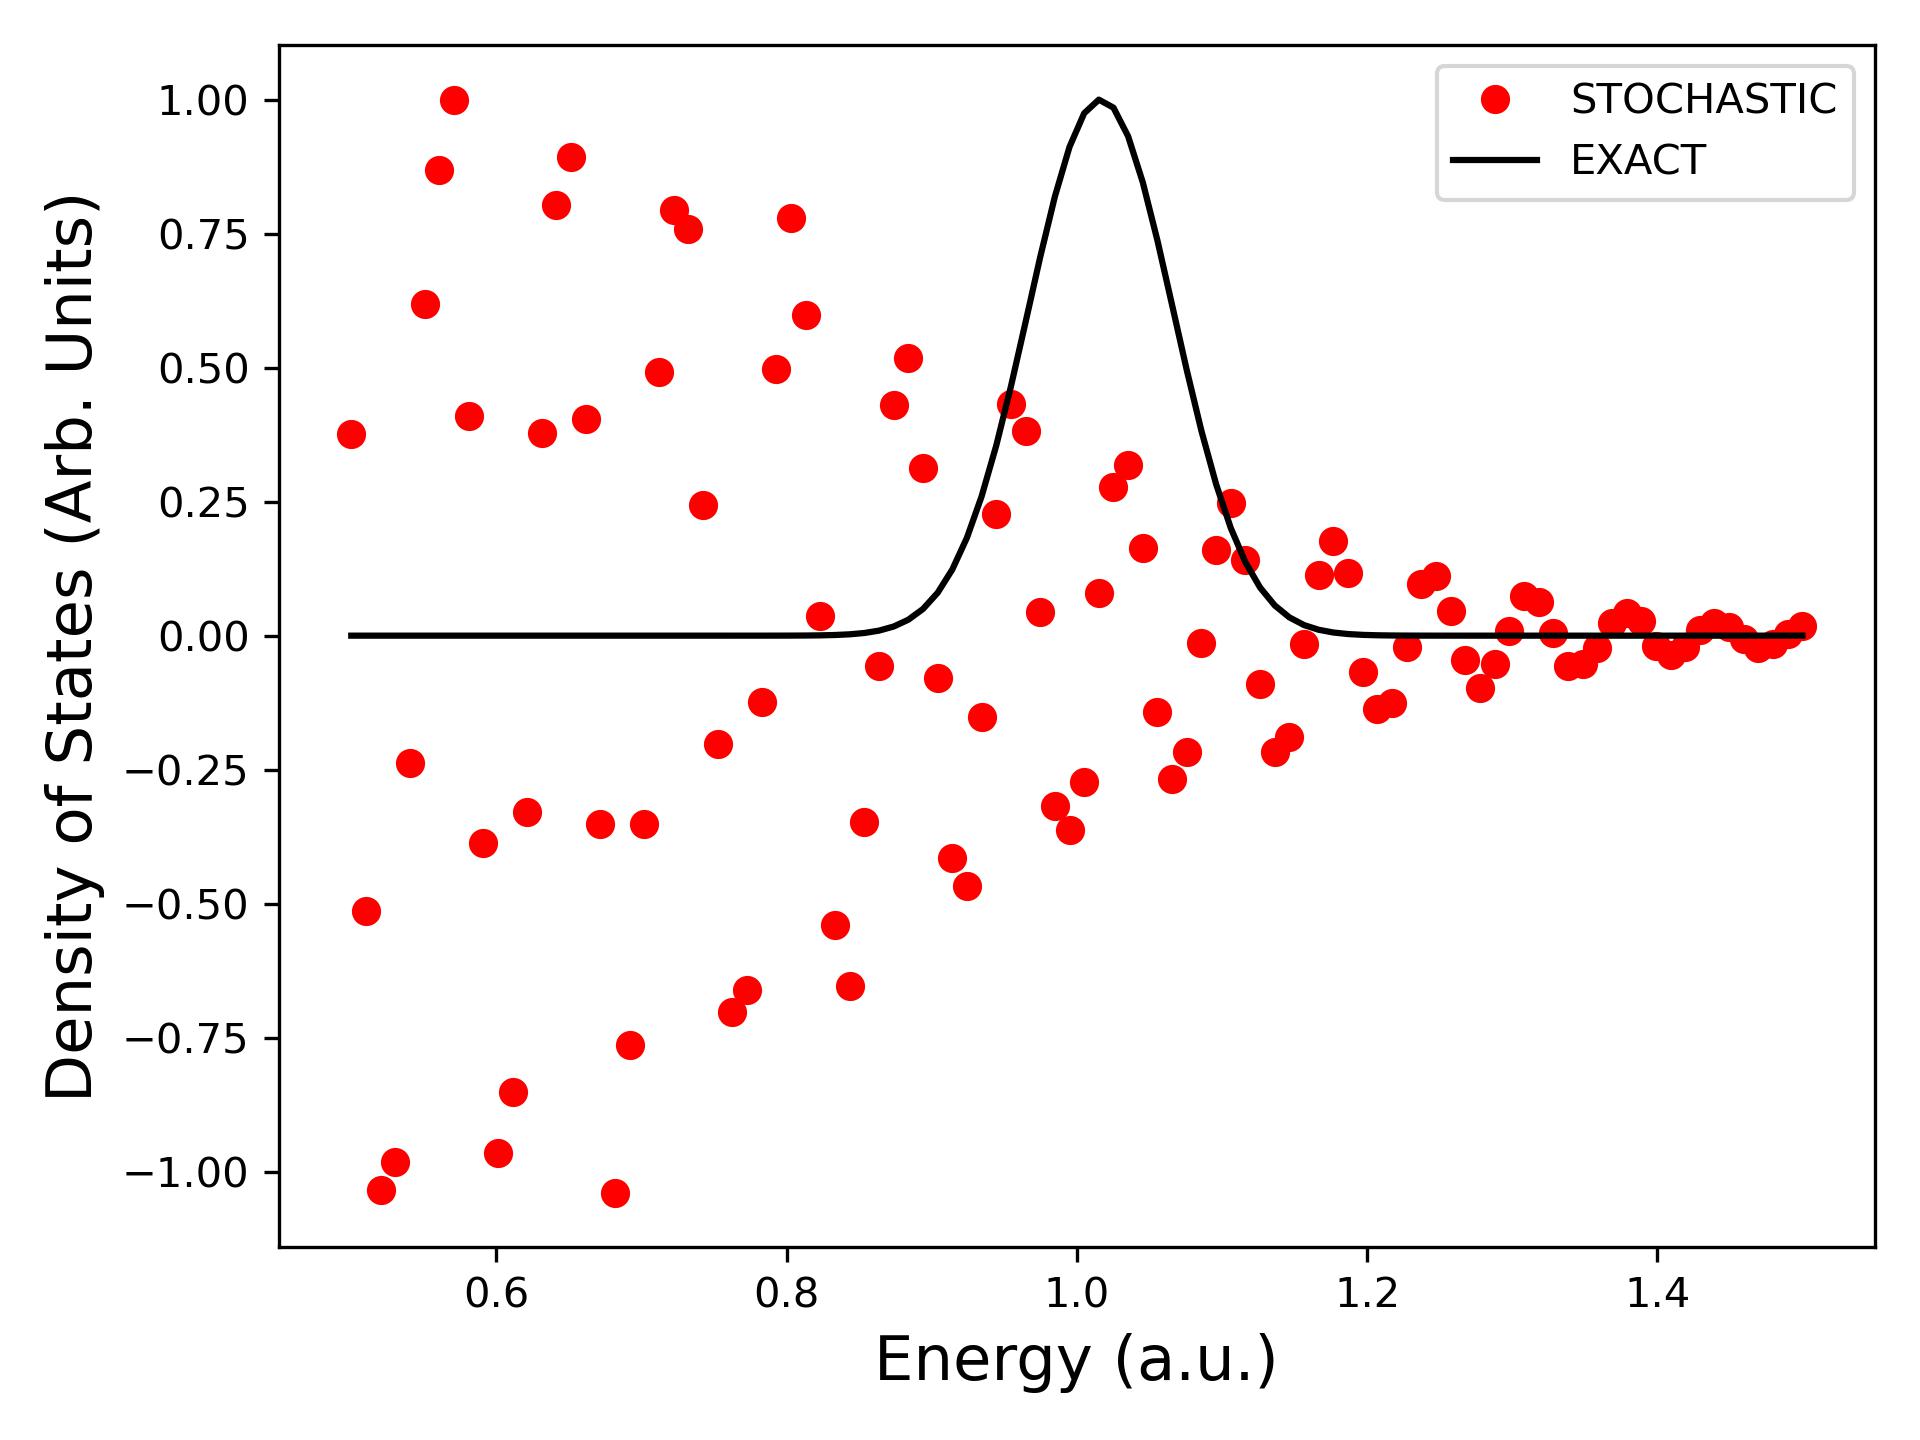 STOCHASTIC
EXACT
Density of States (Arb. Units)
1.00
0.75
0.50
0.25
0.00
−0.25
−0.50
−0.75
−1.00
0.6 0.8 1.0 1.2 1.4
Energy (a.u.)